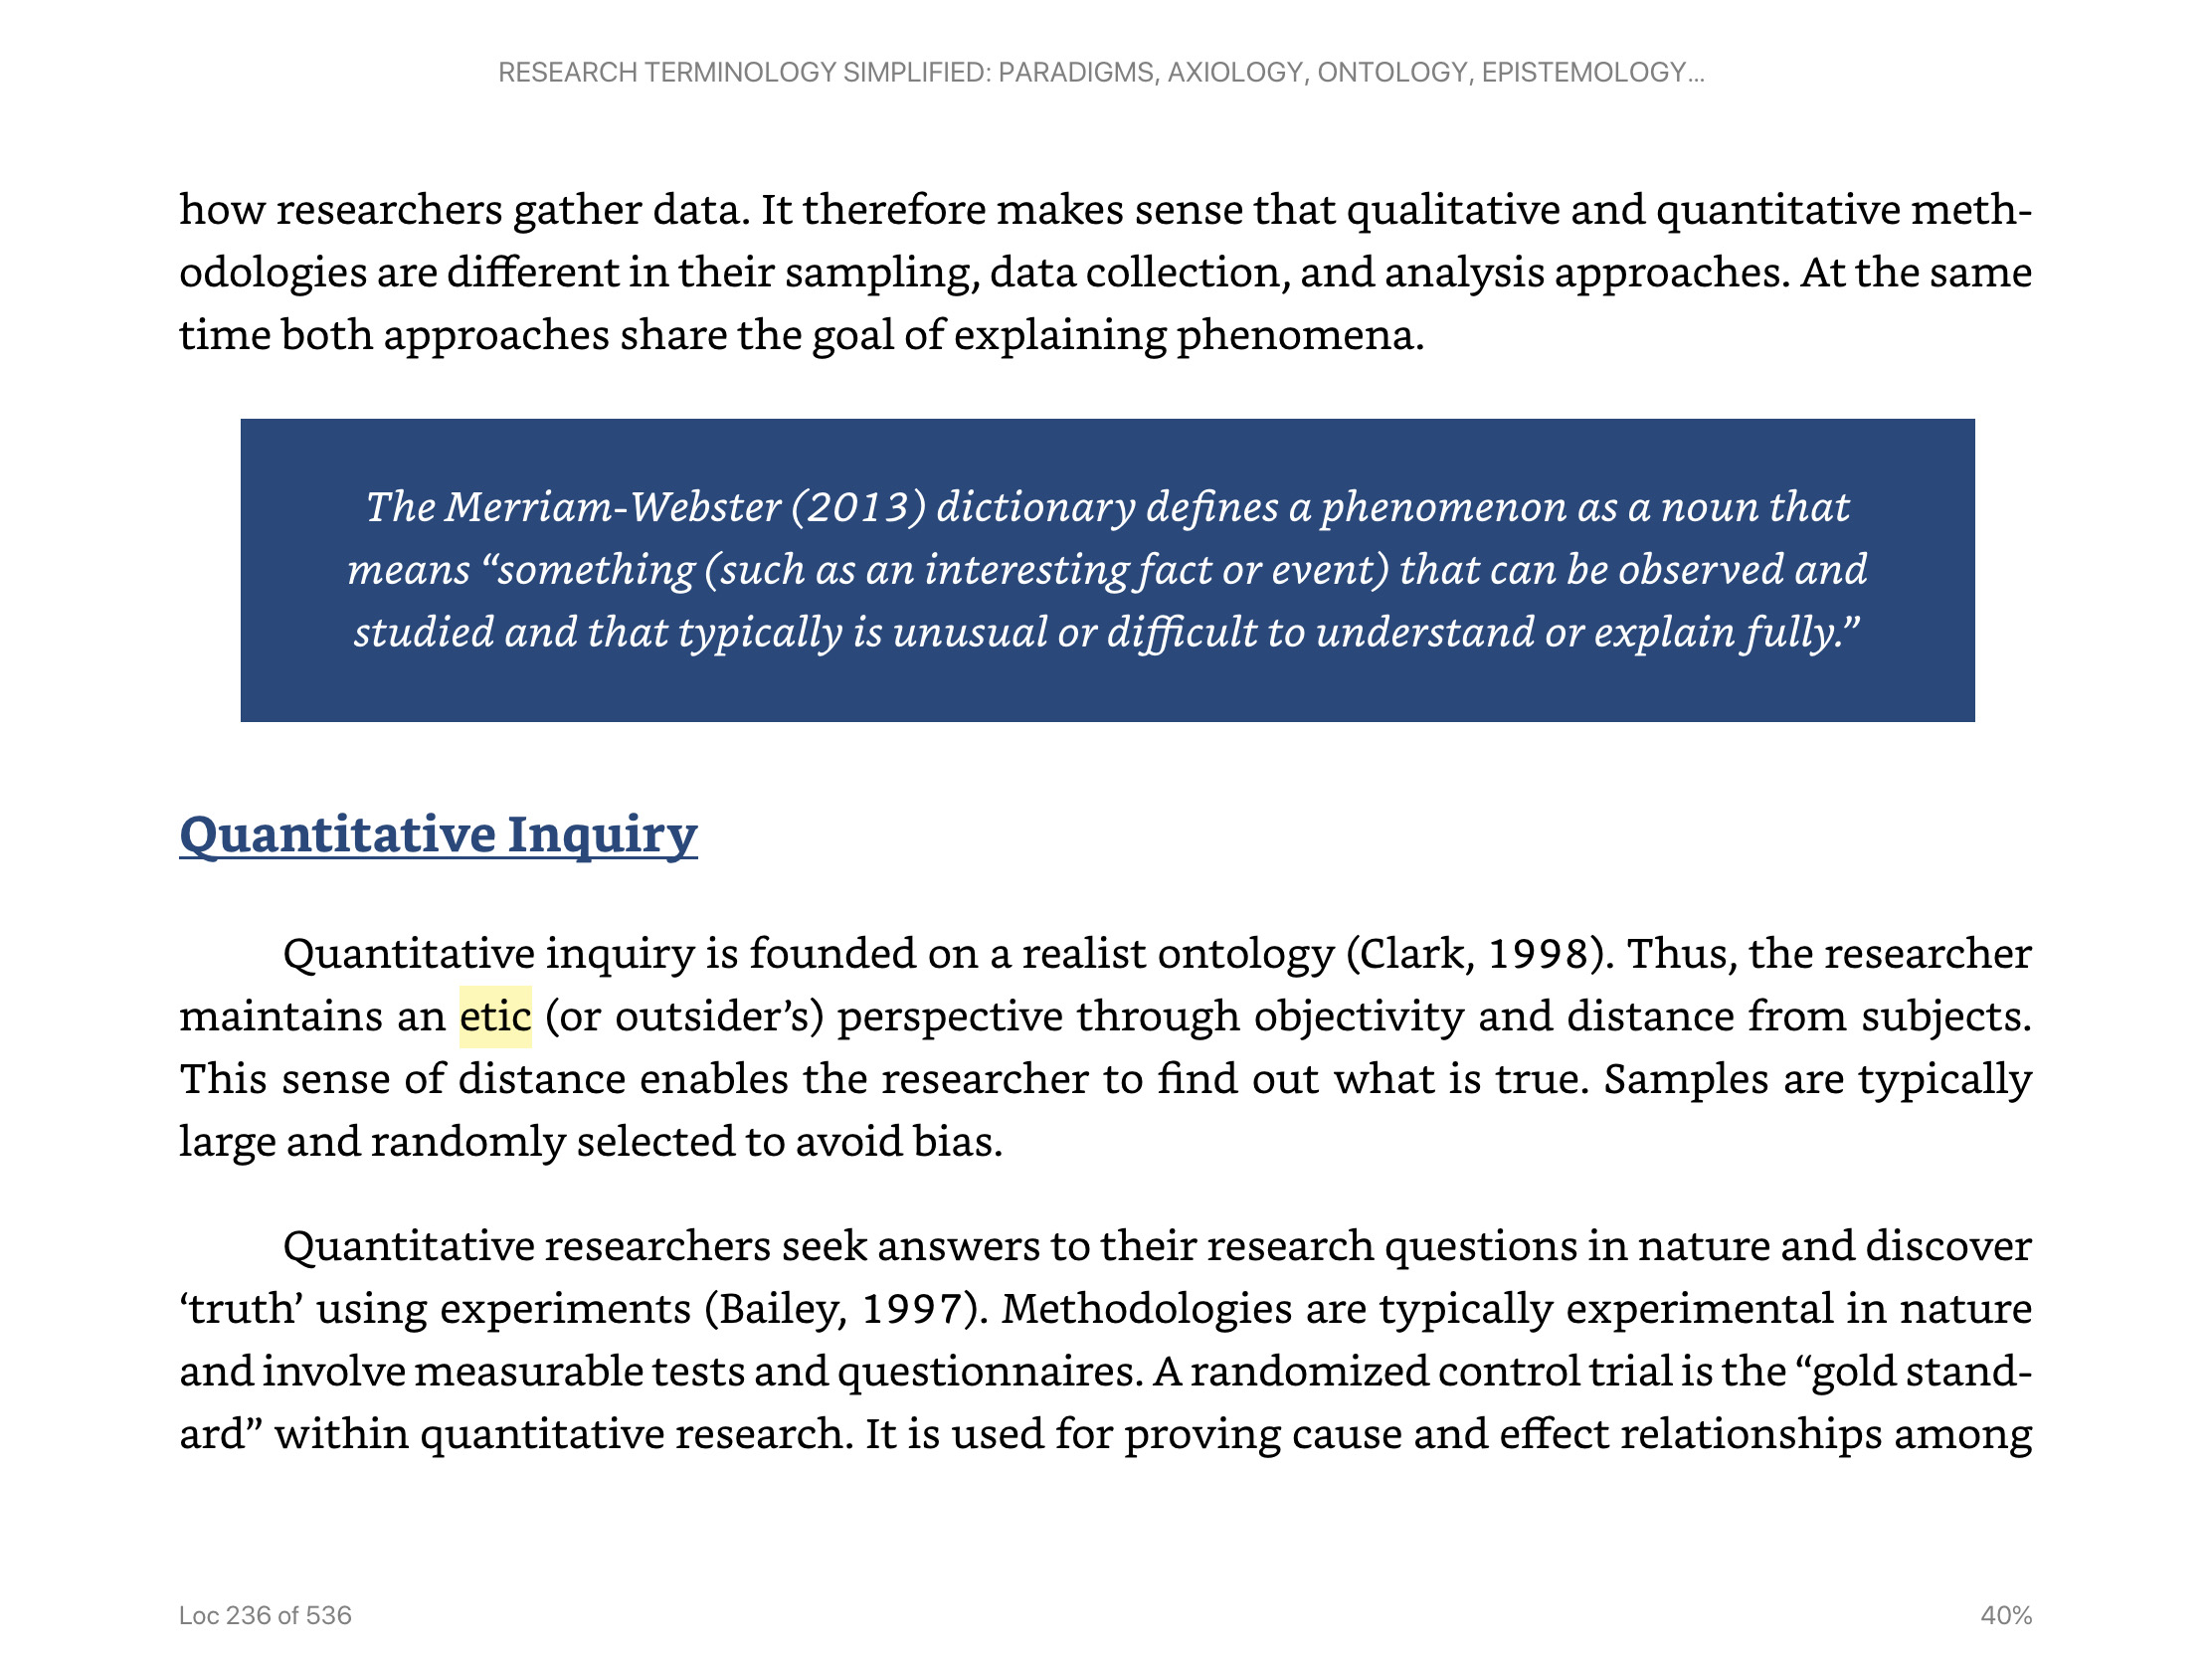 RESEARCH TERMINOLOGY SIMPLIFIED: PARADIGMS, AXIOLOGY, ONTOLOGY, EPISTEMOLOGY...
how researchers gather data. It therefore makes sense that qualitative and quantitative meth-
odologies are different in their sampling, data collection, and analysis approaches. At the same
time both approaches share the goal of explaining phenomena.
The Merriam-Webster (2013) dictionary defines a phenomenon as a noun that
means “something (such as an interesting fact or event) that can be observed and
studied and that typically is unusual or difficult to understand or explain fully.”
Quantitative Inquiry
Quantitative inquiry is founded on a realist ontology (Clark, 1998). Thus, the researcher
maintains an etic (or outsider’s) perspective through objectivity and distance from subjects.
This sense of distance enables the researcher to find out what is true. Samples are typically
large and randomly selected to avoid bias.
Quantitative researchers seek answers to their research questions in nature and discover
‘truth’ using experiments (Bailey, 1997). Methodologies are typically experimental in nature
and involve measurable tests and questionnaires. A randomized control trial is the “gold stand-
ard” within quantitative research. It is used for proving cause and effect relationships among
Loc 236 of 536
40%